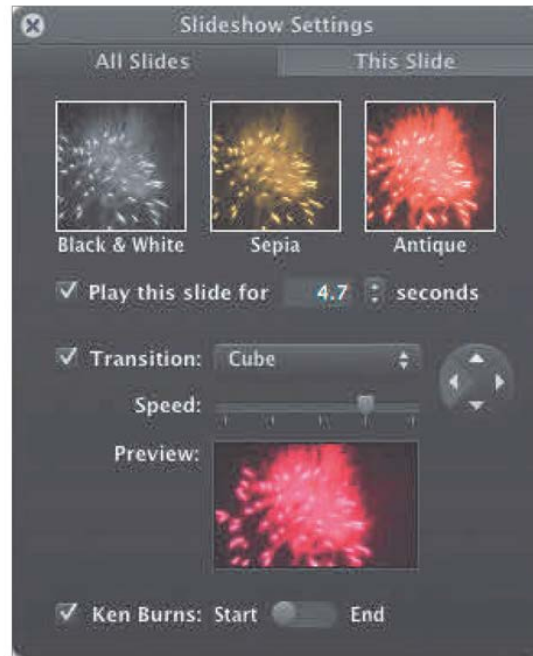 Slideshow Settings
All Slides This Slide
Black & White Sepia Antique
Play this slide for 4.7 seconds
Transition: Cube
Speed:
Preview:
Ken Burns: Start End